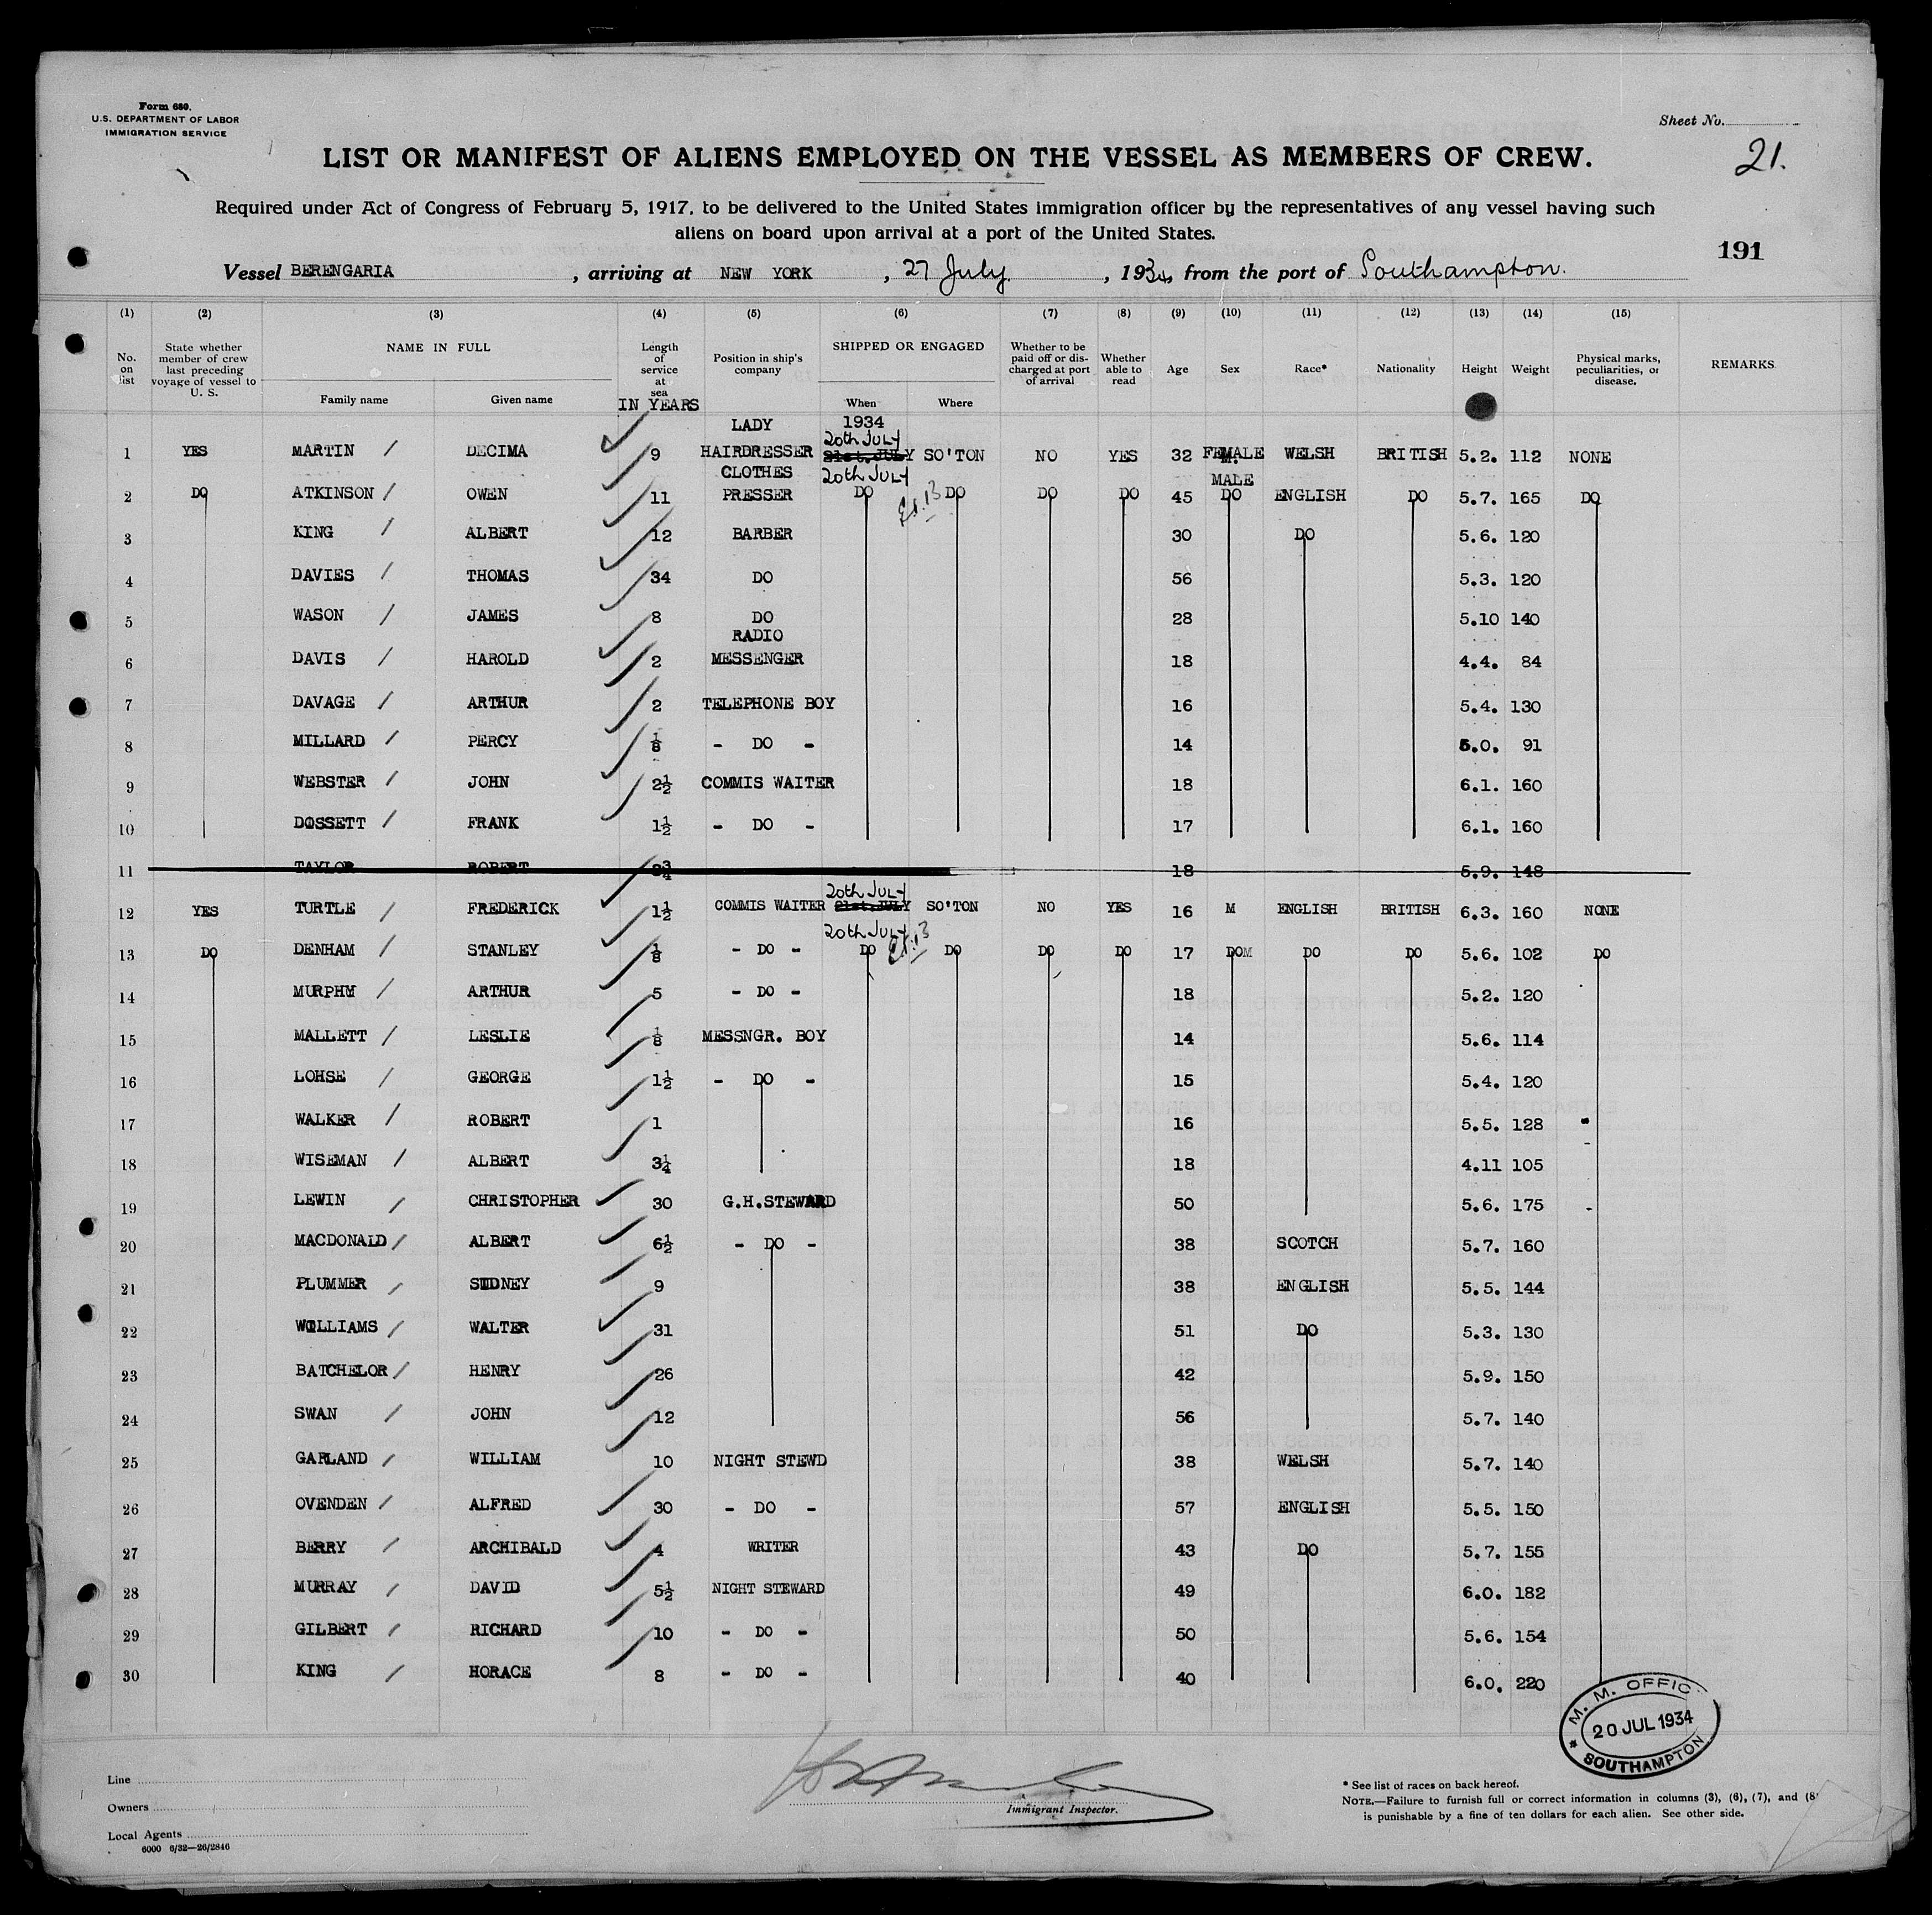 Form 680.
U.S. DEPARTMENT OF LABOR
IMMIGRATION SERVICE
Sheet No.
21.
LIST OR MANIFEST OF ALIENS EMPLOYED ON THE VESSEL AS MEMBERS OF CREW.
Required under Act of Congress of February 5, 1917, to be delivered to the United States immigration officer by the representatives of any vessel having such
aliens on board upon arrival at a port of the United States.
191
Vessel BERENGARIA, arriving at NEW YORK, 27 July, 1934, from the port of Southampton.
(1) (2) (3) (4) (5) (6) (7) (8) (9) (10) (11) (12) (13) (14) (15)
No. on list State whether member of crew last preceding voyage of vessel to U. S. NAME IN FULL Family name Given name Length of service at sea IN YEARS Position in ship's company SHIPPED OR ENGAGED When Where Whether to be paid off or discharged at port of arrival Whether able to read Age Sex Race* Nationality Height Weight Physical marks, peculiarities, or disease. REMARKS
LADY 1934
20th JULY
1 YES MARTIN / DECIMA 9 HAIRDRESSER 21st. JULY SO'TON NO YES 32 FEMALE WELSH BRITISH 5.2. 112 NONE
CLOTHES 20th JULY MALE
2 DO ATKINSON / OWEN 11 PRESSER DO DO DO DO 45 DO ENGLISH DO 5.7. 165 DO
3 KING / ALBERT 12 BARBER 30 DO 5.6. 120
4 DAVIES / THOMAS 34 DO 56 5.3. 120
5 WASON / JAMES 8 DO 28 5.10 140
RADIO
6 DAVIS / HAROLD 2 MESSENGER 18 4.4. 84
7 DAVAGE / ARTHUR 2 TELEPHONE BOY 16 5.4. 130
8 MILLARD / PERCY 1/8 - DO - 14 5.0. 91
9 WEBSTER / JOHN 2½ COMMIS WAITER 18 6.1. 160
10 DOSSETT / FRANK 1½ - DO - 17 6.1. 160
11 TAYLOR ROBERT 18 5.9. 148
20th JULY
12 YES TURTLE / FREDERICK 1½ COMMIS WAITER 21st. JULY SO'TON NO YES 16 M ENGLISH BRITISH 6.3. 160 NONE
20th JULY
13 DO DENHAM / STANLEY 1/8 - DO - DO DO DO DO 17 DOM DO DO 5.6. 102 DO
14 MURPHY / ARTHUR 5 - DO - 18 5.2. 120
15 MALLETT / LESLIE 1/8 MESSNGR. BOY 14 5.6. 114
16 LOHSE / GEORGE 1½ - DO - 15 5.4. 120
17 WALKER / ROBERT 1 16 5.5. 128
18 WISEMAN / ALBERT 3¼ 18 4.11 105
19 LEWIN / CHRISTOPHER 30 G.H.STEWARD 50 5.6. 175
20 MACDONALD / ALBERT 6½ - DO - 38 SCOTCH 5.7. 160
21 PLUMMER / SIDNEY 9 38 ENGLISH 5.5. 144
22 WILLIAMS / WALTER 31 51 DO 5.3. 130
23 BATCHELOR / HENRY 26 42 5.9. 150
24 SWAN / JOHN 12 56 5.7. 140
25 GARLAND / WILLIAM 10 NIGHT STEWD 38 WELSH 5.7. 140
26 OVENDEN / ALFRED 30 - DO - 57 ENGLISH 5.5. 150
27 BERRY / ARCHIBALD 4 WRITER 43 DO 5.7. 155
28 MURRAY / DAVID 5½ NIGHT STEWARD 49 6.0. 182
29 GILBERT / RICHARD 10 - DO - 50 5.6. 154
30 KING / HORACE 8 - DO - 40 6.0. 220
M. M. OFFIC
20 JUL 1934
SOUTHAMPTON
Line
Owners
Local Agents
6000 6/32—26/2846
Immigrant Inspector.
* See list of races on back hereof.
NOTE.—Failure to furnish full or correct information in columns (3), (6), (7), and (8
is punishable by a fine of ten dollars for each alien. See other side.